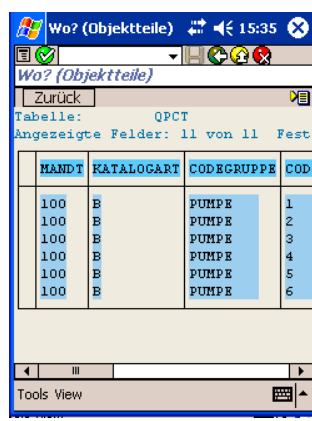 Wo? (Objektteile) 15:35
Wo? (Objektteile)
Zurück
Tabelle: QPCT
Angezeigte Felder: 11 von 11 Fest
MANDT KATALOGART CODEGRUPPE COD
100 B PUMPE 1
100 B PUMPE 2
100 B PUMPE 3
100 B PUMPE 4
100 B PUMPE 5
100 B PUMPE 6
Tools View